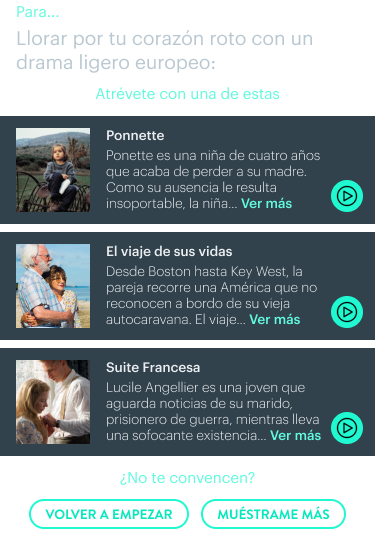 Para...
Llorar por tu corazón roto con un
drama ligero europeo:
Atrévete con una de estas
Ponnette
Ponette es una niña de cuatro años
que acaba de perder a su madre.
Como su ausencia le resulta
insoportable, la niña... Ver más
El viaje de sus vidas
Desde Boston hasta Key West, la
pareja recorre una América que no
reconocen a bordo de su vieja
autocaravana. El viaje... Ver más
Suite Francesa
Lucile Angellier es una joven que
aguarda noticias de su marido,
prisionero de guerra, mientras lleva
una sofocante existencia... Ver más
¿No te convencen?
VOLVER A EMPEZAR
MUÉSTRAME MÁS